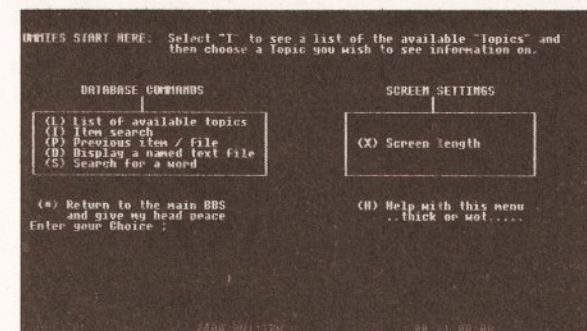 UMMIES START HERE: Select "I" to see a list of the available "Topics" and
then choose a Topic you wish to see information on.
DATABASE COMMANDS
(L) List of available topics
(I) Item search
(P) Previous item / file
(D) Display a named text file
(S) Search for a word
SCREEN SETTINGS
(X) Screen length
(*) Return to the main BBS
and give my head peace
Enter your Choice :
(H) Help with this menu
..thick or wot.....